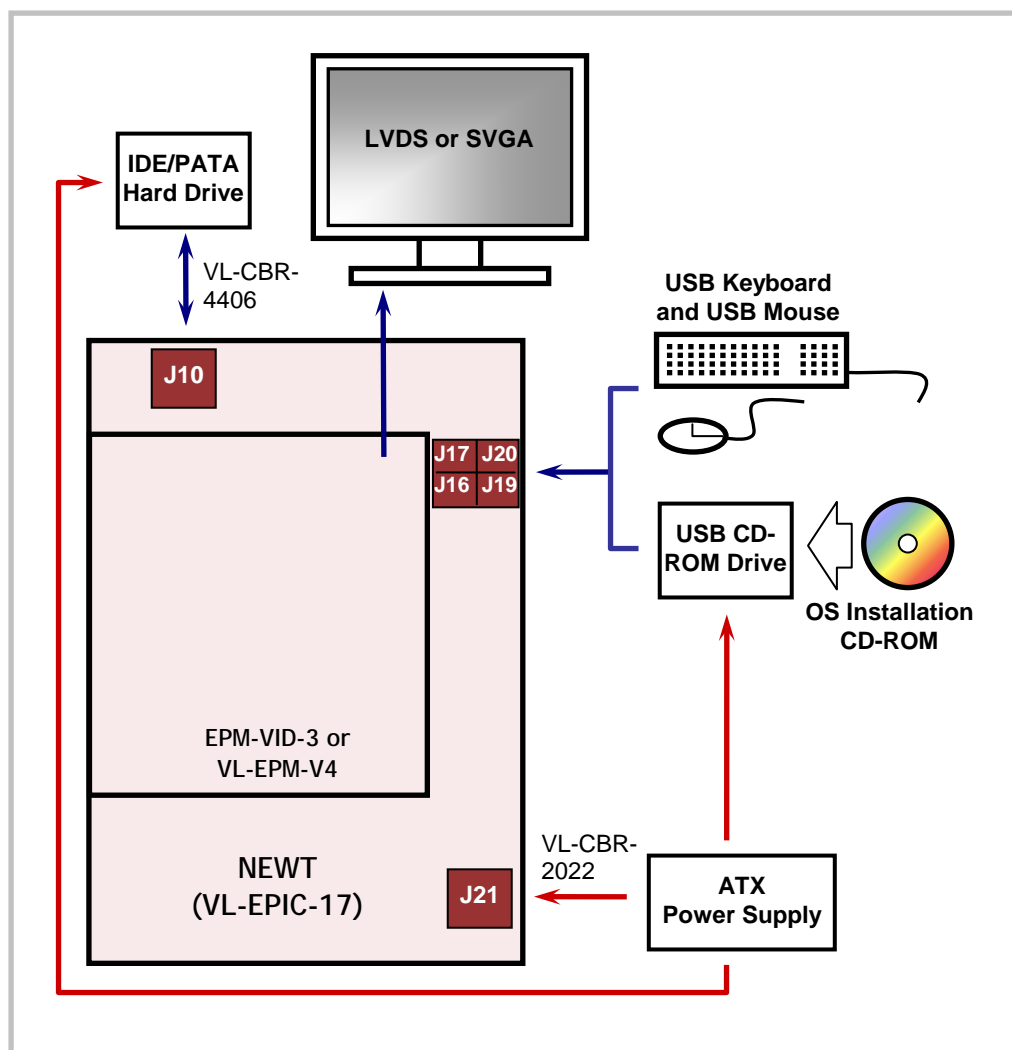 LVDS or SVGA
IDE/PATA
Hard Drive
VL-CBR-
4406
USB Keyboard
and USB Mouse
J10
J17 J20
J16 J19
USB CD-
ROM Drive
OS Installation
CD-ROM
EPM-VID-3 or
VL-EPM-V4
VL-CBR-
2022
NEWT
(VL-EPIC-17)
J21
ATX
Power Supply